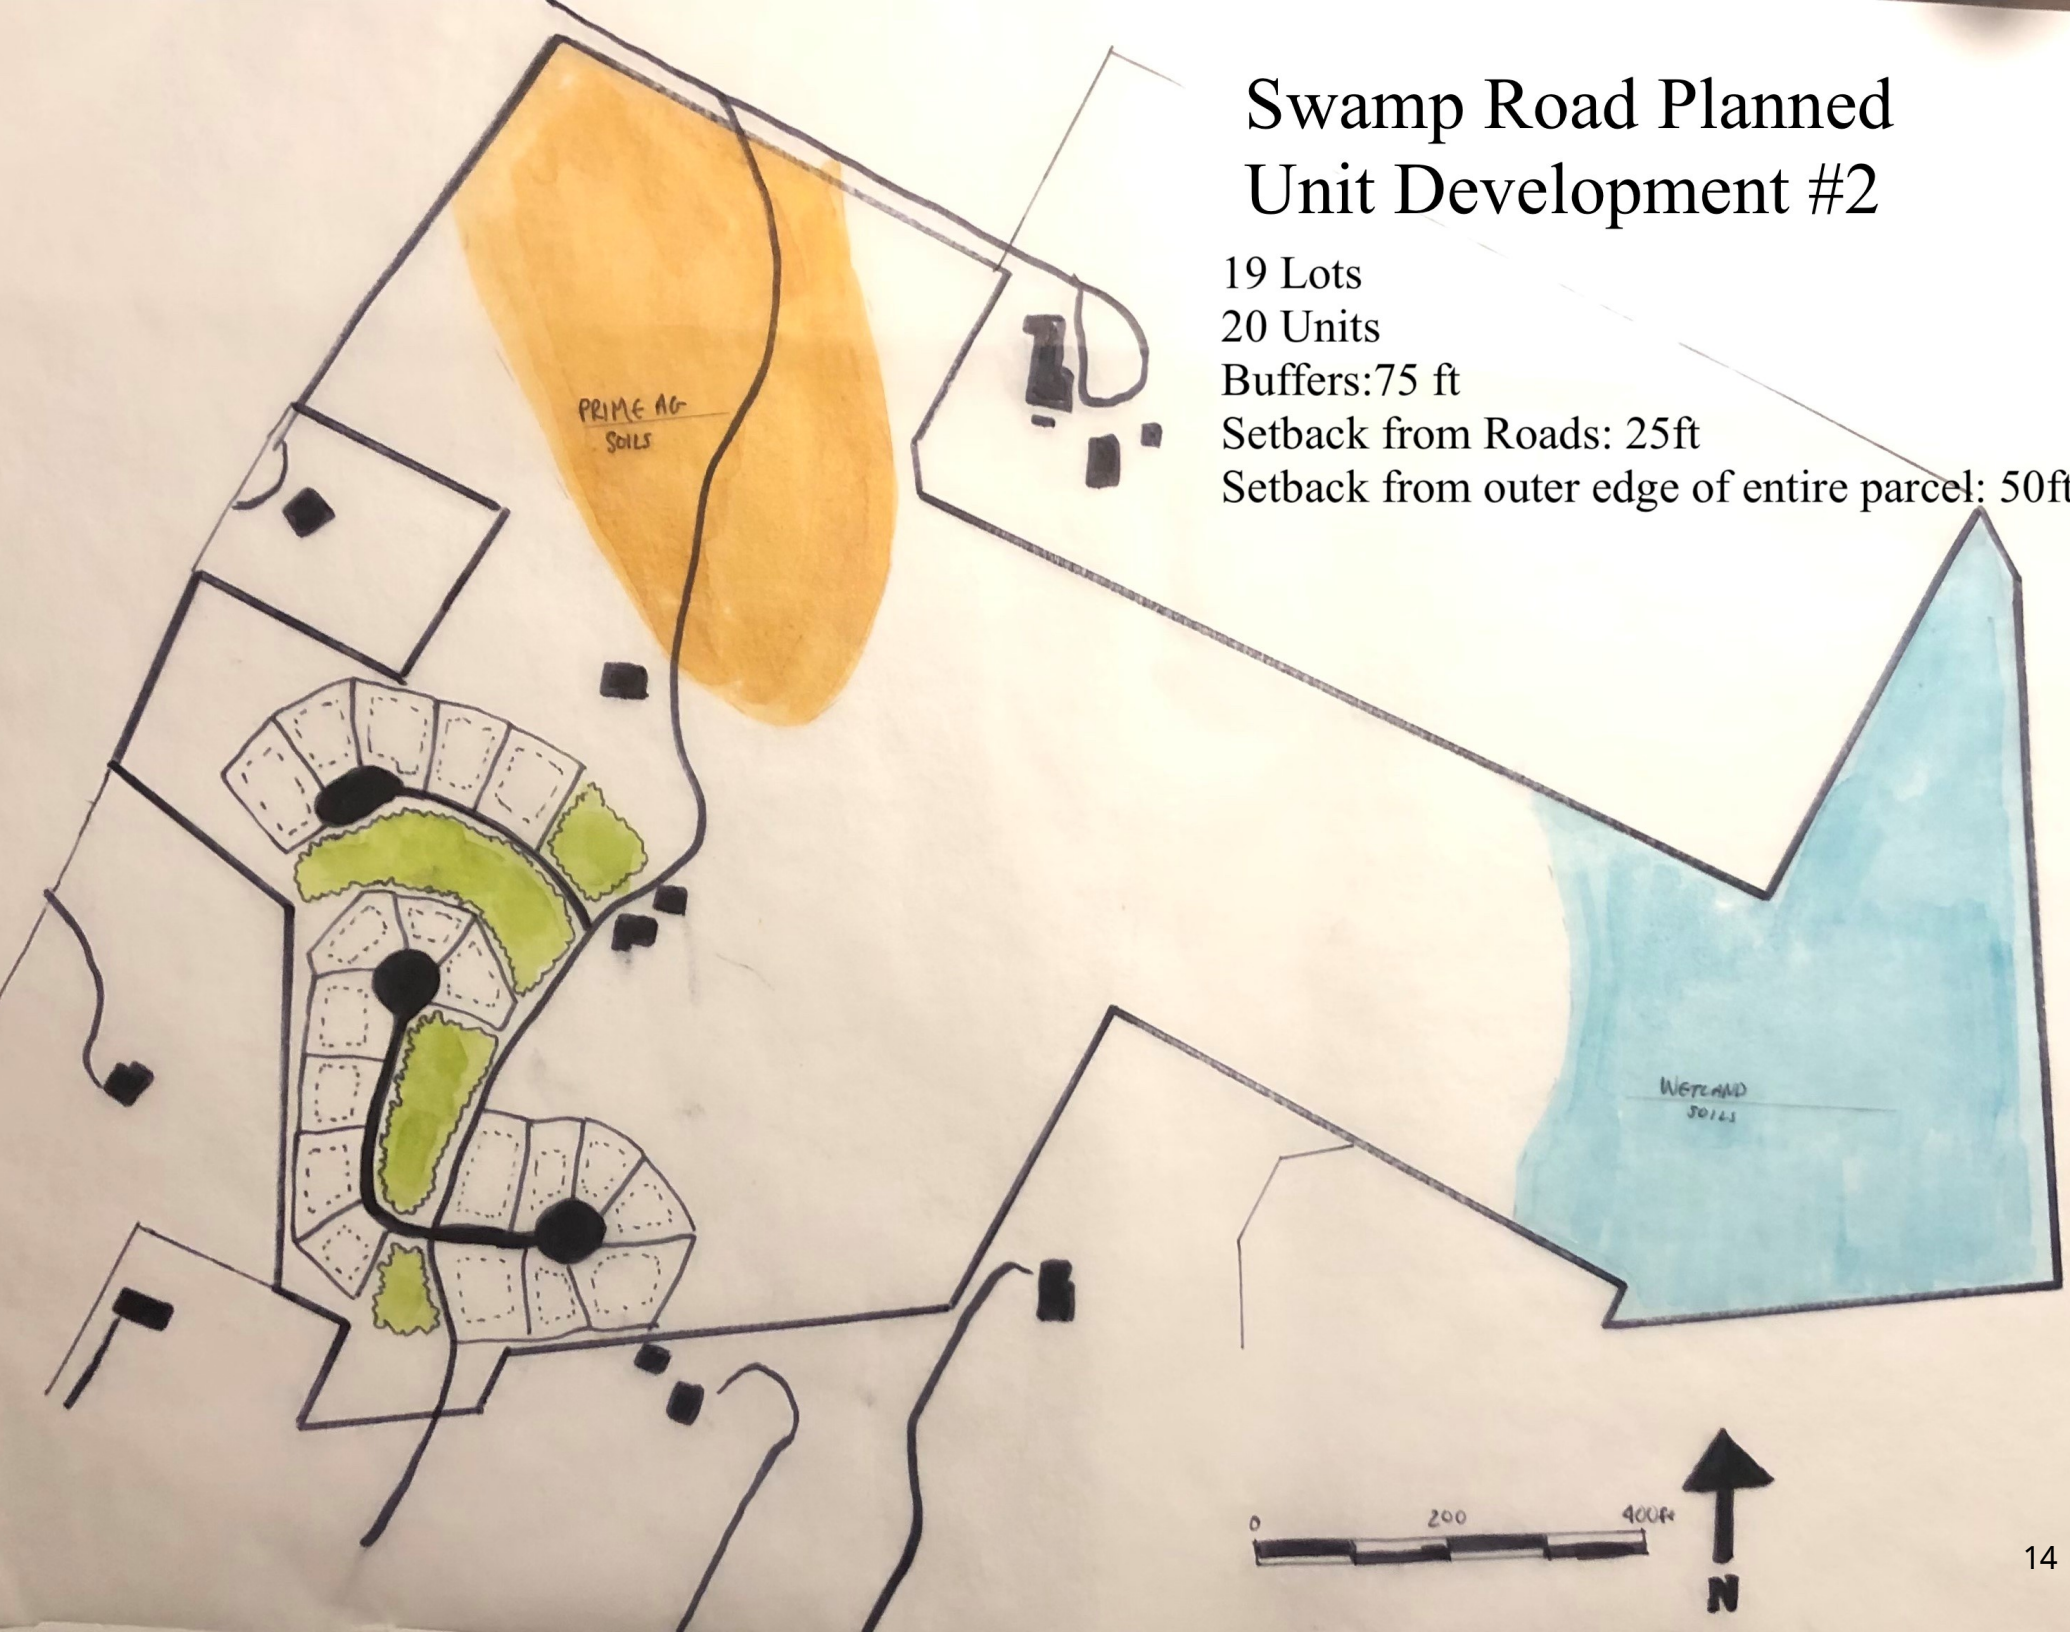 Swamp Road Planned
Unit Development #2
19 Lots
20 Units
Buffers:75 ft
Setback from Roads: 25ft
Setback from outer edge of entire parcel: 50ft
PRIME AG
SOILS
WETLAND
SOILS
0 200 400ft
N
14